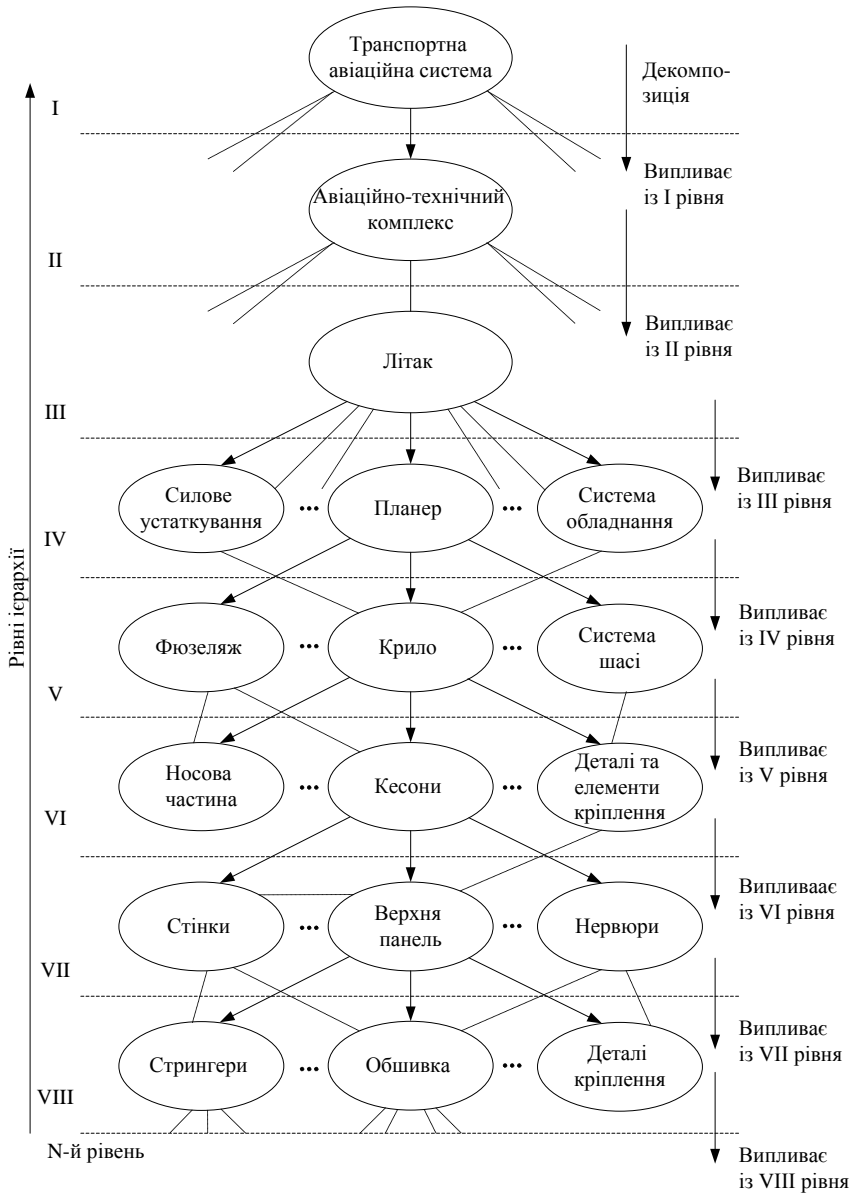 Транспортна
авіаційна система
Декомпо-
зиція
I
Випливає
із I рівня
Авіаційно-технічний
комплекс
II
Випливає
із II рівня
Літак
III
Випливає
із III рівня
Силове
устаткування
...
Планер
...
Система
обладнання
IV
Рівні ієрархії
Випливає
із IV рівня
Фюзеляж
...
Крило
...
Система
шасі
V
Випливає
із V рівня
Носова
частина
...
Кесони
...
Деталі та
елементи
кріплення
VI
Випливаає
із VI рівня
Стінки
...
Верхня
панель
...
Нервюри
VII
Випливає
із VII рівня
Стрингери
...
Обшивка
...
Деталі
кріплення
VIII
N-й рівень
Випливає
із VIII рівня